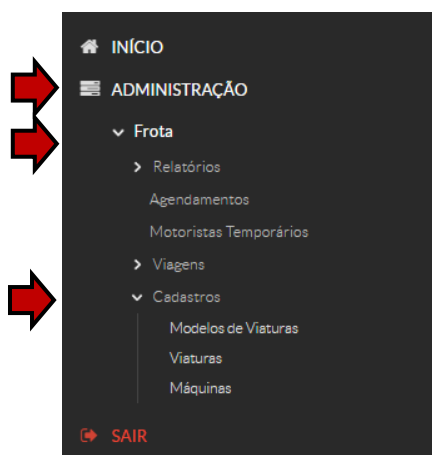 INÍCIO
ADMINISTRAÇÃO
Frota
Relatórios
Agendamentos
Motoristas Temporários
Viagens
Cadastros
Modelos de Viaturas
Viaturas
Máquinas
SAIR